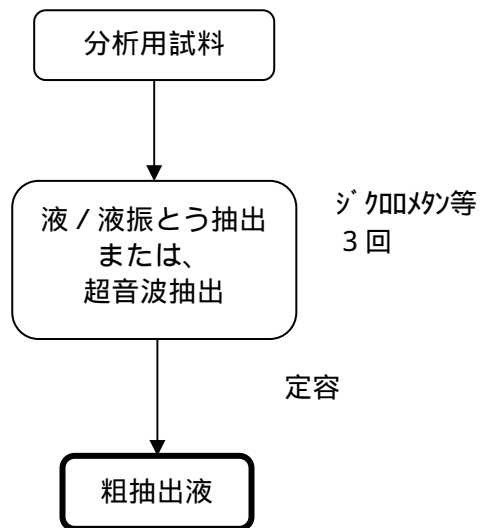 分析用試料
液 / 液振とう抽出
または、
超音波抽出
ｼﾞｸﾛﾛﾒﾀﾝ等
３回
定容
粗抽出液